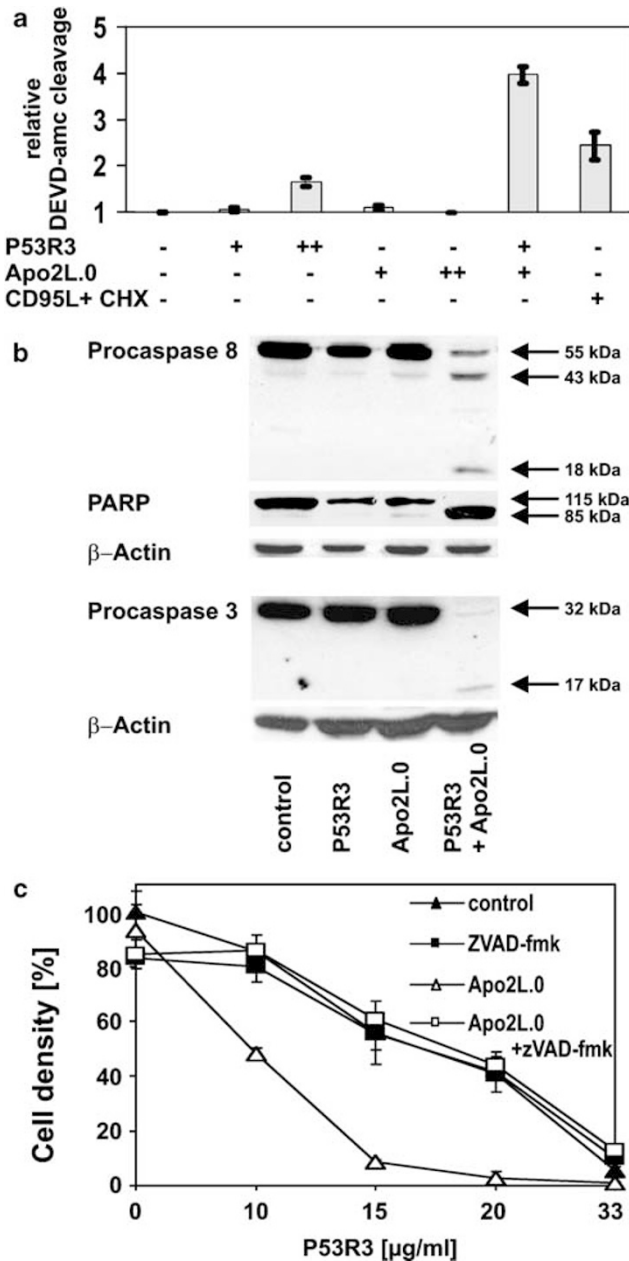 a
relative
DEVD-amc cleavage
5
4
3
2
1
P53R3 - + ++ - - + -
Apo2L.0 - - - + ++ + -
CD95L+ CHX - - - - - - +
b
Procaspase 8
55 kDa
43 kDa
18 kDa
PARP
115 kDa
85 kDa
β–Actin
Procaspase 3
32 kDa
17 kDa
β–Actin
control
P53R3
Apo2L.0
P53R3
+ Apo2L.0
c
Cell density [%]
100
80
60
40
20
0
control
ZVAD-fmk
Apo2L.0
Apo2L.0
+zVAD-fmk
0 10 15 20 33
P53R3 [µg/ml]